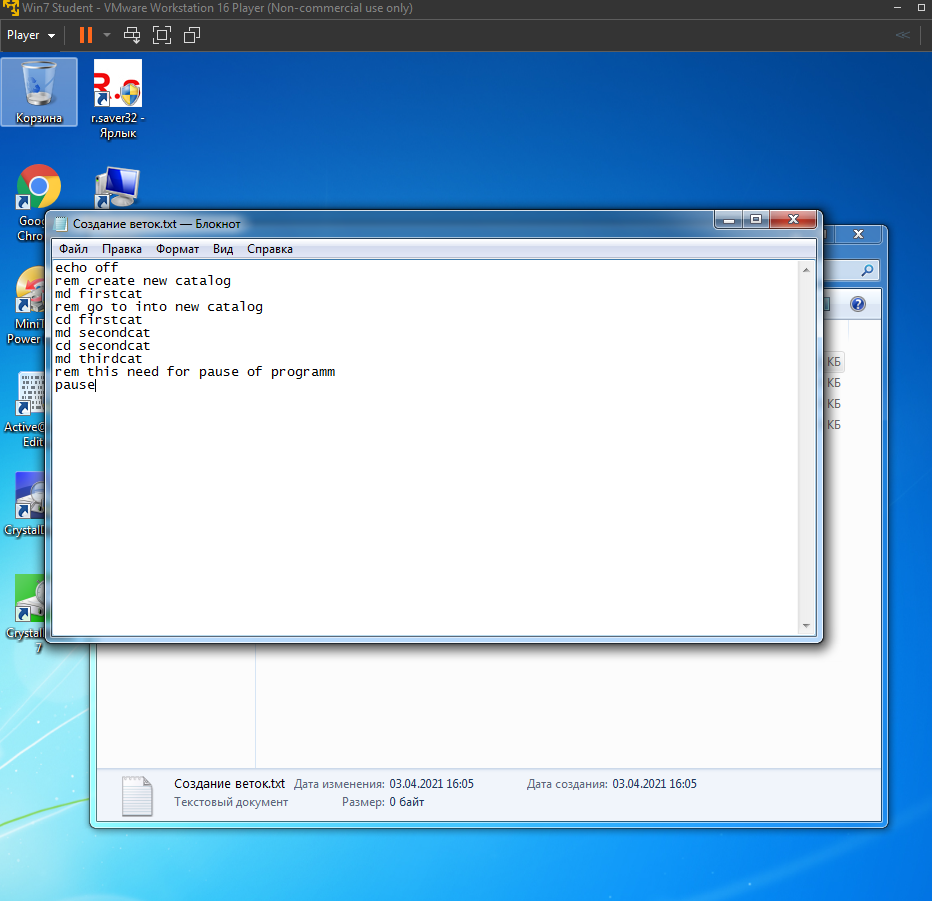 Win7 Student - VMware Workstation 16 Player (Non-commercial use only)
Player
Корзина
r.saver32 -
Ярлык
Goo
Chro
Создание веток.txt — Блокнот
Файл Правка Формат Вид Справка
echo off
rem create new catalog
md firstcat
rem go to into new catalog
cd firstcat
md secondcat
cd secondcat
md thirdcat
rem this need for pause of programm
pause
MiniT
Power
Active@
Edit
CrystalD
Crystal
7
КБ
КБ
КБ
КБ
Создание веток.txt Дата изменения: 03.04.2021 16:05 Дата создания: 03.04.2021 16:05
Текстовый документ Размер: 0 байт